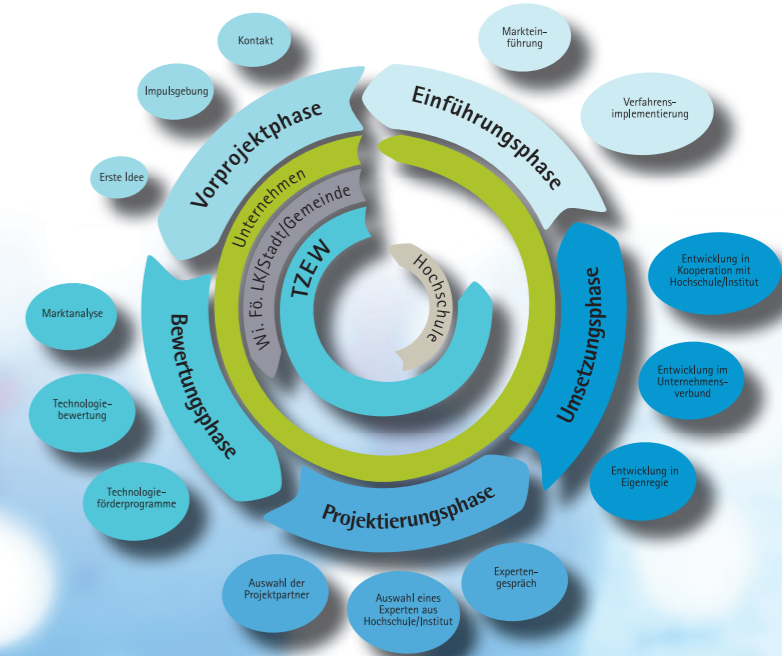 Kontakt
Impulsgebung
Erste Idee
Vorprojektphase
Marktein-
führung
Verfahrens-
implementierung
Einführungsphase
Unternehmen
Wi. Fö. LK/Stadt/Gemeinde
TZEW
Hochschule
Marktanalyse
Technologie-
bewertung
Technologie-
förderprogramme
Bewertungsphase
Entwicklung in
Kooperation mit
Hochschule/Institut
Entwicklung im
Unternehmens-
verbund
Entwicklung in
Eigenregie
Umsetzungsphase
Projektierungsphase
Auswahl der
Projektpartner
Auswahl eines
Experten aus
Hochschule/Institut
Experten-
gespräch